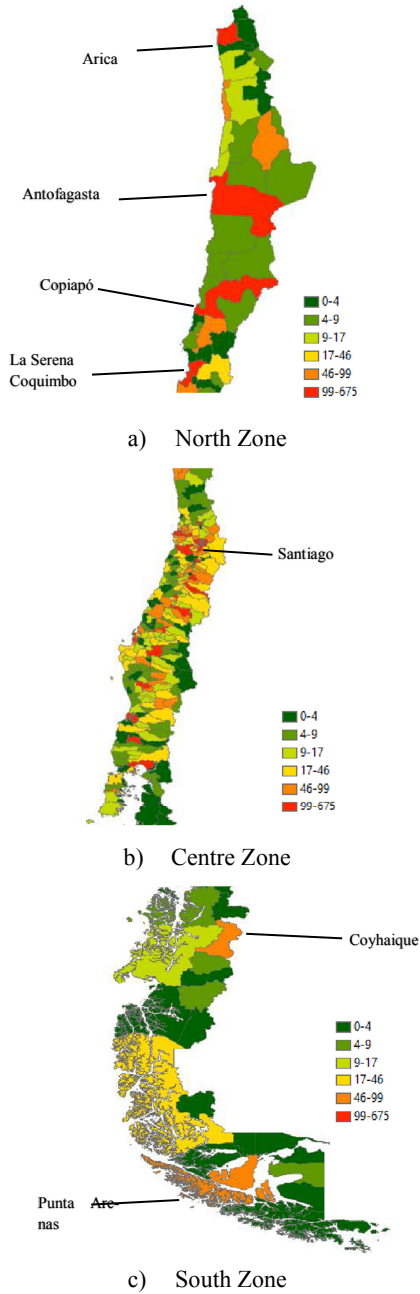 Arica
Antofagasta
Copiapó
La Serena
Coquimbo
0-4
4-9
9-17
17-46
46-99
99-675
a) North Zone
Santiago
0-4
4-9
9-17
17-46
46-99
99-675
b) Centre Zone
Coyhaique
0-4
4-9
9-17
17-46
46-99
99-675
Punta Are-
nas
c) South Zone